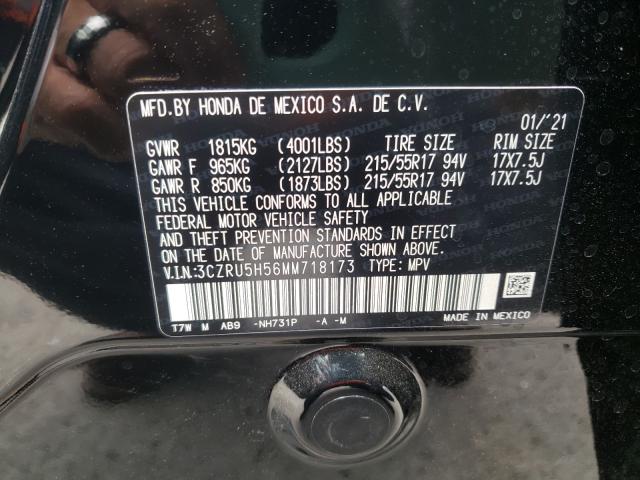 MFD.BY HONDA DE MEXICO S.A. DE C.V.
01/'21
GVWR 1815KG (4001LBS) TIRE SIZE RIM SIZE
GAWR F 965KG (2127LBS) 215/55R17 94V 17X7.5J
GAWR R 850KG (1873LBS) 215/55R17 94V 17X7.5J
THIS VEHICLE CONFORMS TO ALL APPLICABLE
FEDERAL MOTOR VEHICLE SAFETY
AND THEFT PREVENTION STANDARDS IN EFFECT
ON THE DATE OF MANUFACTURE SHOWN ABOVE.
V.I.N.:3CZRU5H56MM718173 TYPE: MPV
T7W M AB9 -NH731P -A -M MADE IN MEXICO